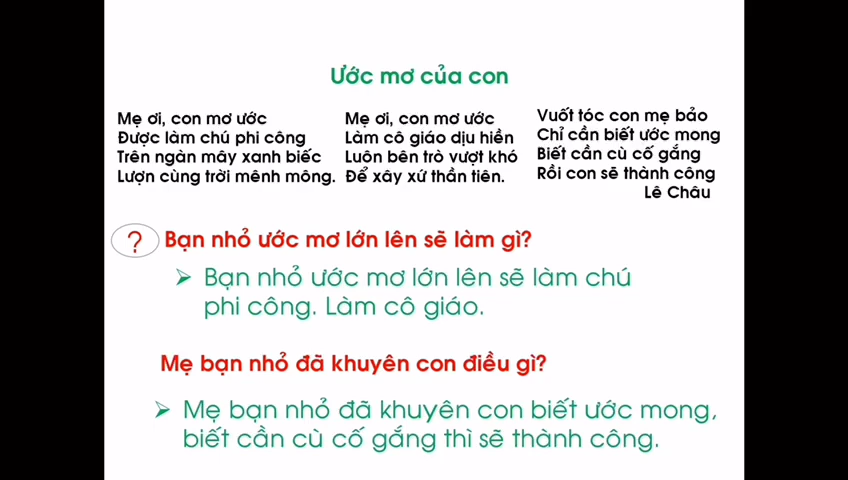 Ước mơ của con
Mẹ ơi, con mơ ước
Được làm chú phi công
Trên ngàn mây xanh biếc
Lượn cùng trời mênh mông.
Mẹ ơi, con mơ ước
Làm cô giáo dịu hiền
Luôn bên trò vượt khó
Để xây xứ thần tiên.
Vuốt tóc con mẹ bảo
Chỉ cần biết ước mong
Biết cần cù cố gắng
Rồi con sẽ thành công
Lê Châu
? Bạn nhỏ ước mơ lớn lên sẽ làm gì?
➢ Bạn nhỏ ước mơ lớn lên sẽ làm chú
phi công. Làm cô giáo.
Mẹ bạn nhỏ đã khuyên con điều gì?
➢ Mẹ bạn nhỏ đã khuyên con biết ước mong,
biết cần cù cố gắng thì sẽ thành công.